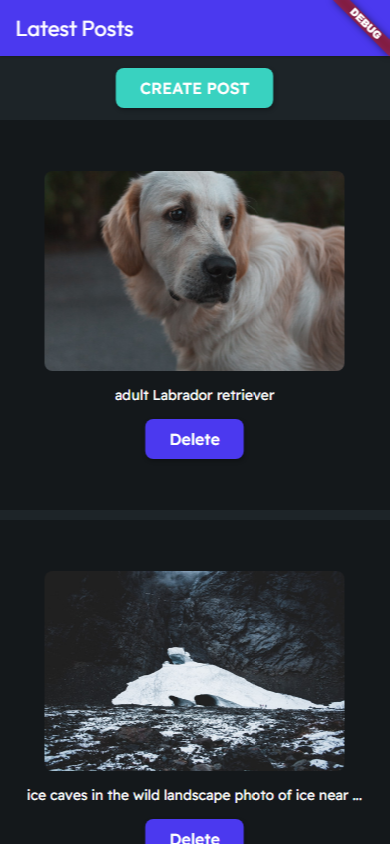 Latest Posts
DEBUG
CREATE POST
adult Labrador retriever
Delete
ice caves in the wild landscape photo of ice near ...
Delete